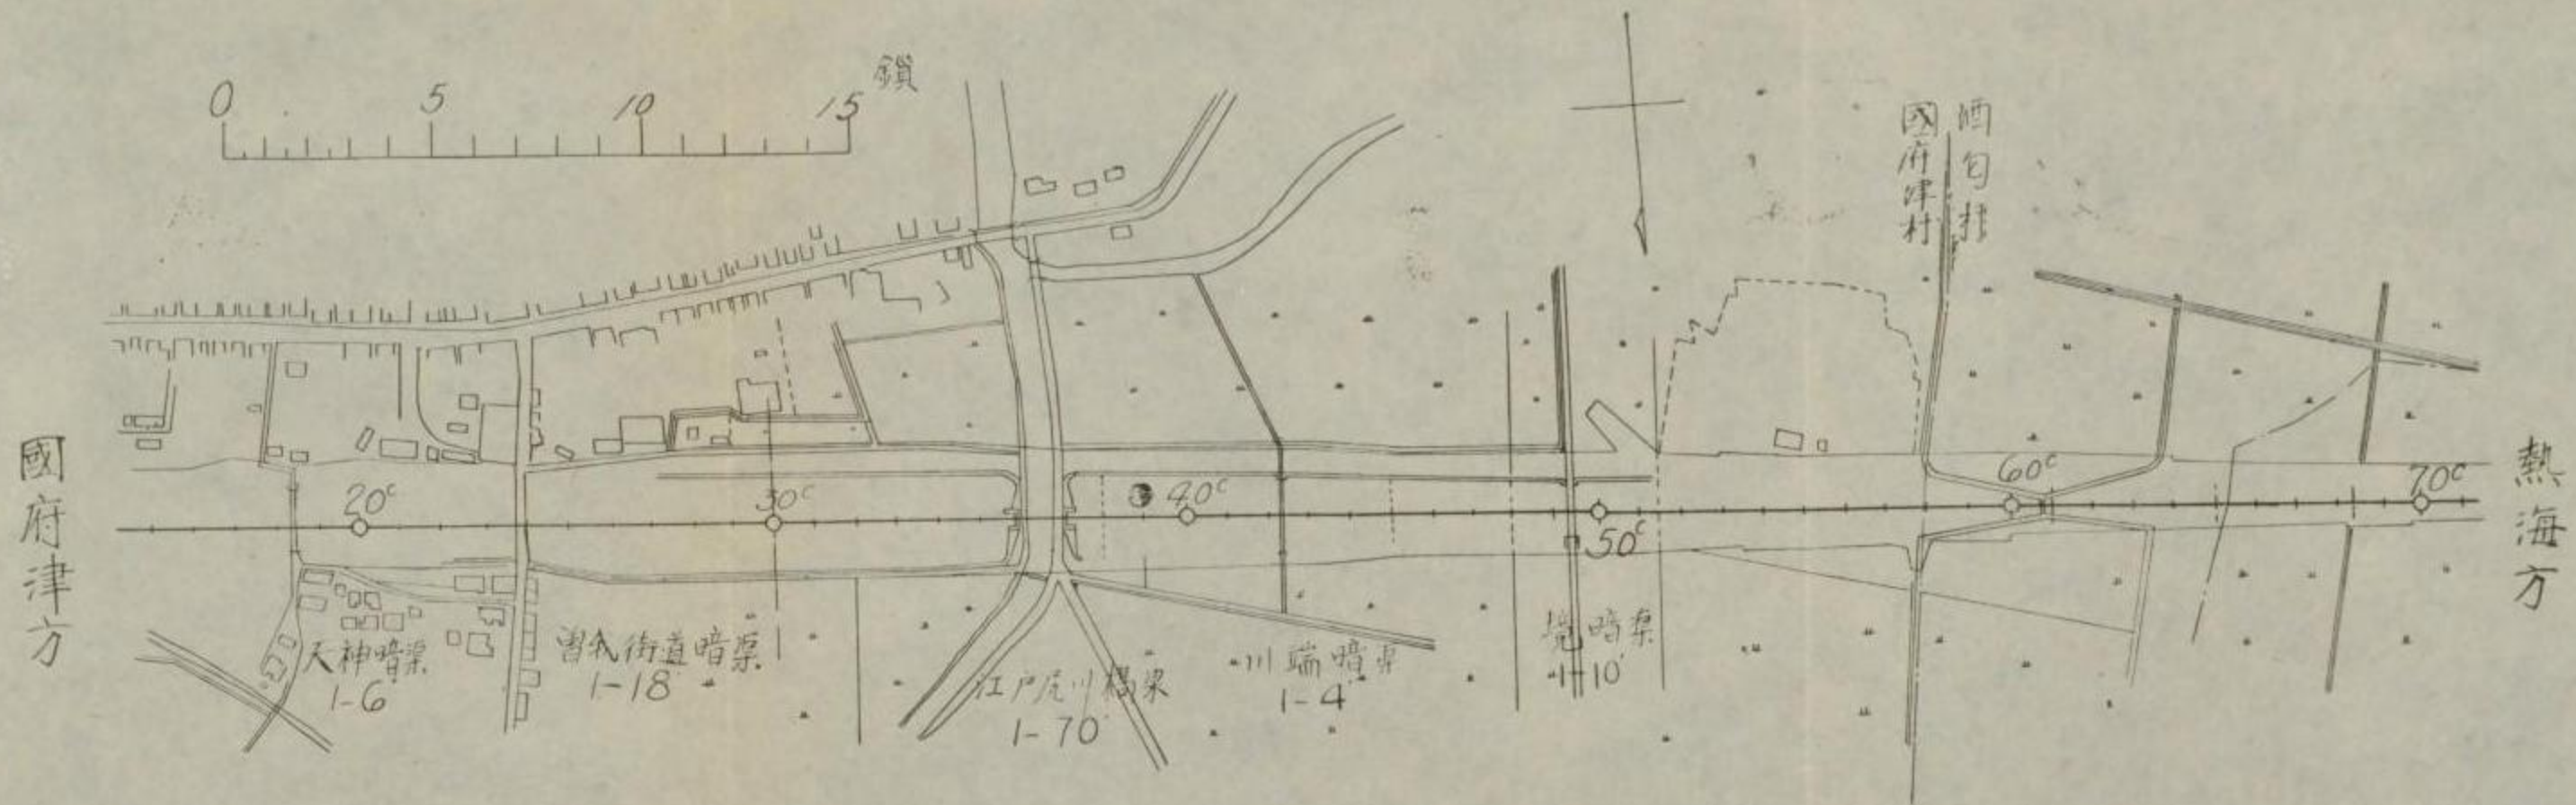 0 5 10 15 鎖
酒匂村
國府津村
國府津方
熱海方
20c
30c
40c
50c
60c
70c
天神暗渠
1-6'
曽我街道暗渠
1-18'
江戸尻川橋梁
1-70'
川端暗渠
1-4'
境暗渠
1-10'